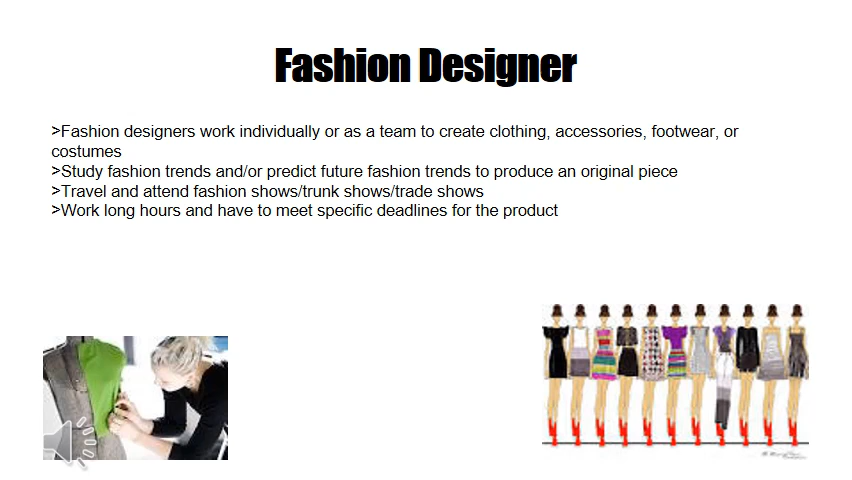 Fashion Designer
>Fashion designers work individually or as a team to create clothing, accessories, footwear, or
costumes
>Study fashion trends and/or predict future fashion trends to produce an original piece
>Travel and attend fashion shows/trunk shows/trade shows
>Work long hours and have to meet specific deadlines for the product